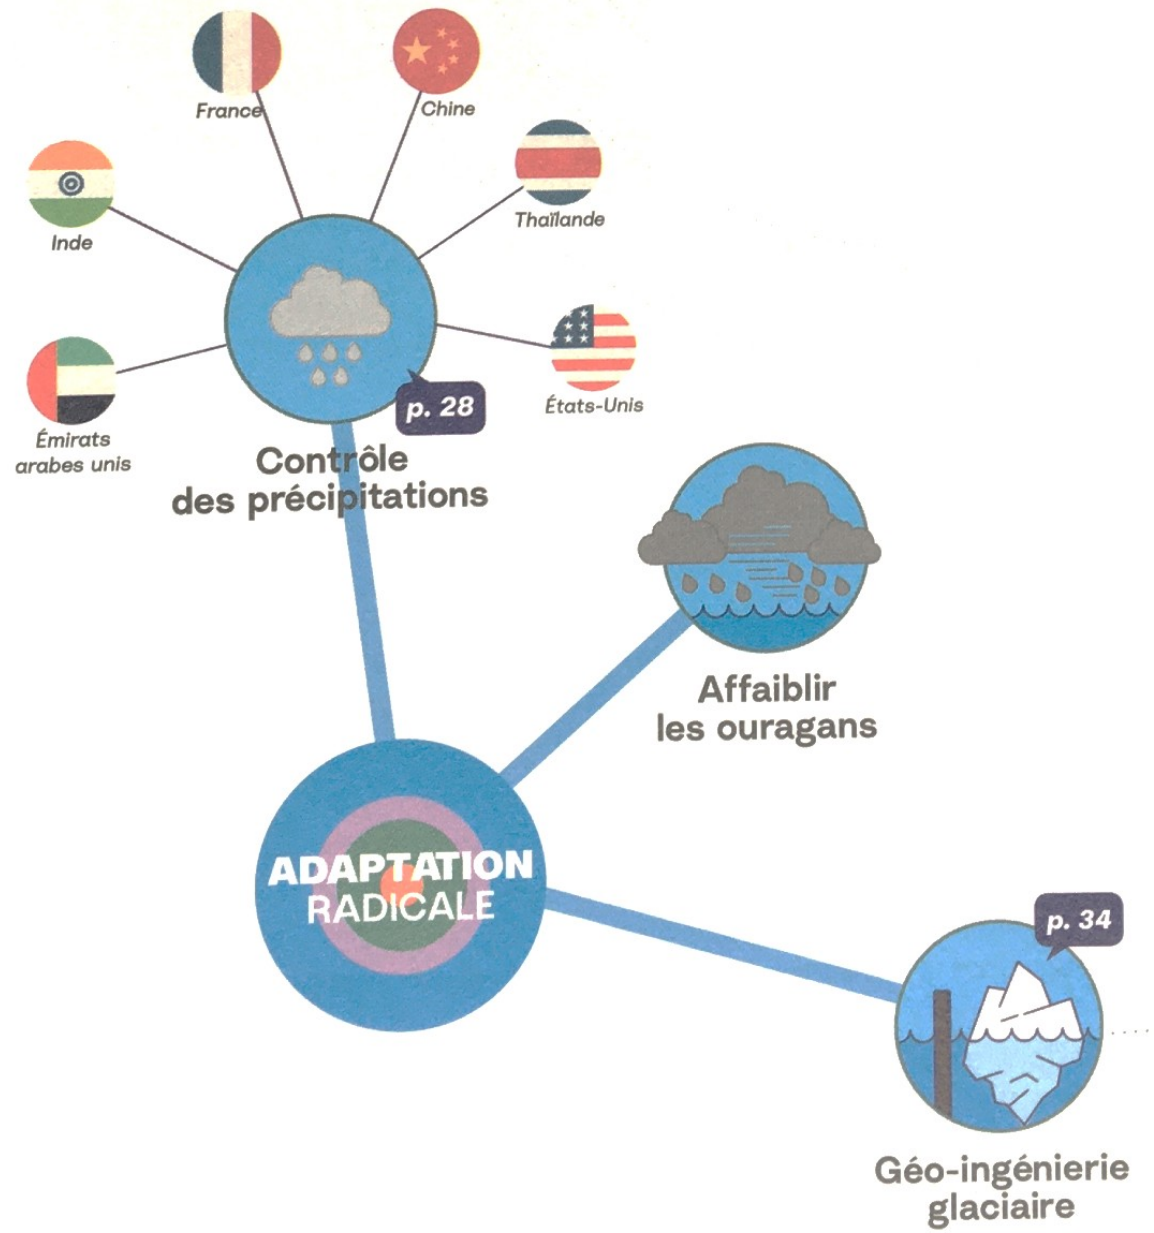 France
Chine
Thaïlande
Inde
États-Unis
Émirats
arabes unis
p. 28
Contrôle
des précipitations
Affaiblir
les ouragans
ADAPTATION
RADICALE
p. 34
Géo-ingénierie
glaciaire